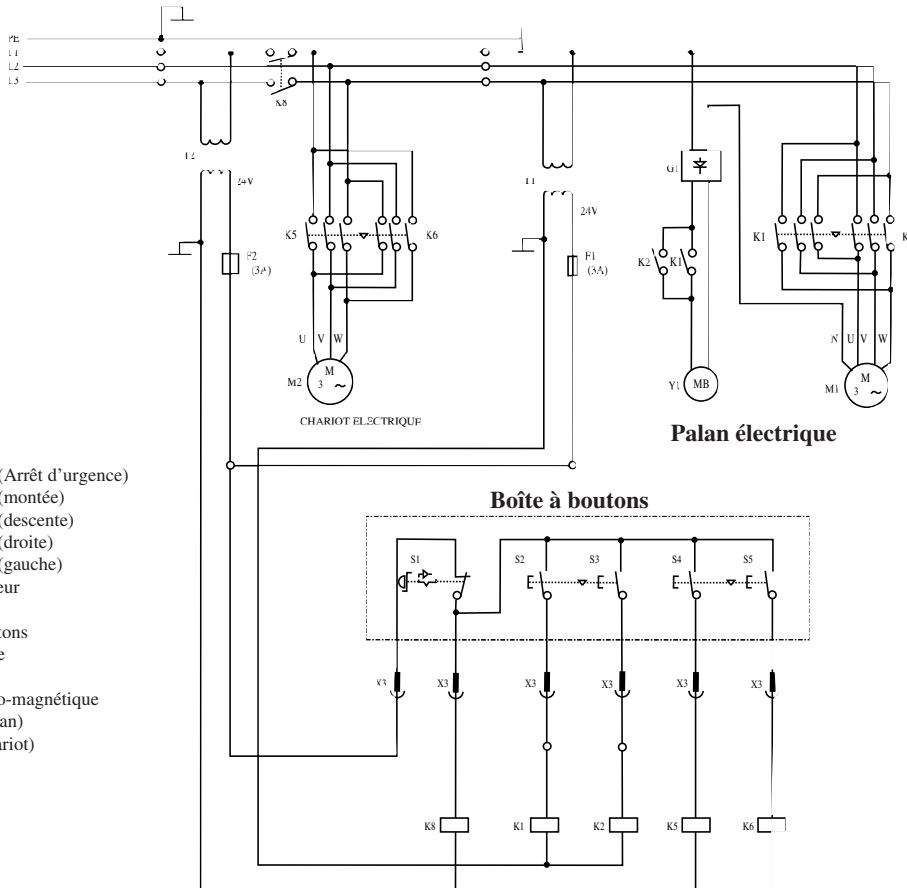 PE
L1
L2
L3
K8
T2
24V
K5
K6
F2
(3A)
U V W
M2
M
3
CHARIOT ELECTRIQUE
T1
24V
F1
(3A)
G1
K2
K1
Y1
MB
K1
K
N U V W
M1
M
3
Palan électrique
(Arrêt d’urgence)
(montée)
(descente)
(droite)
(gauche)
eur
tons
e
o-magnétique
an)
ariot)
Boîte à boutons
S1
S2
S3
S4
S5
X3
X3
X3
X3
X3
X3
K8
K1
K2
K5
K6